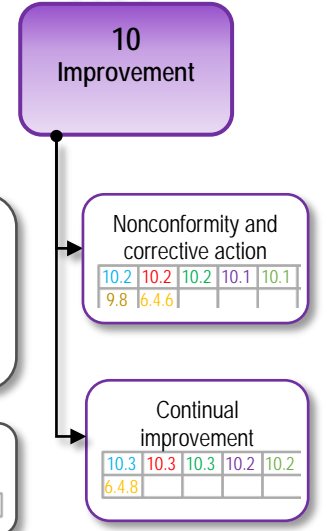 10
Improvement
Nonconformity and
corrective action
10.2 10.2 10.2 10.1 10.1
9.8 6.4.6
Continual
improvement
10.3 10.3 10.3 10.2 10.2
6.4.8